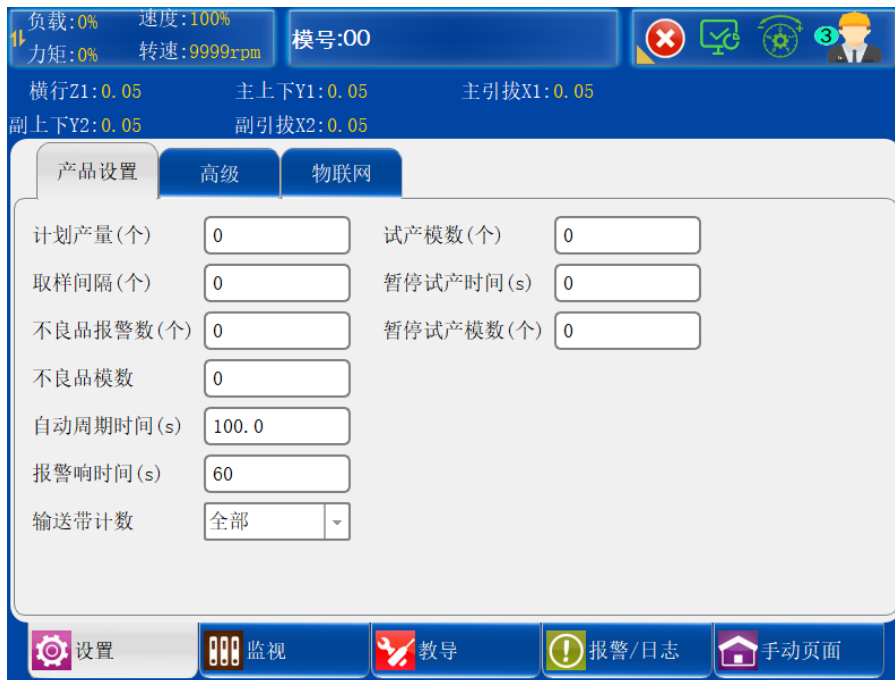 负载:0% 速度:100%
力矩:0% 转速:9999rpm
模号:00
3
横行Z1:0.05 主上下Y1:0.05 主引拔X1:0.05
副上下Y2:0.05 副引拔X2:0.05
产品设置 高级 物联网
计划产量(个) 0 试产模数(个) 0
取样间隔(个) 0 暂停试产时间(s) 0
不良品报警数(个) 0 暂停试产模数(个) 0
不良品模数 0
自动周期时间(s) 100.0
报警响时间(s) 60
输送带计数 全部
设置 监视 教导 报警/日志 手动页面